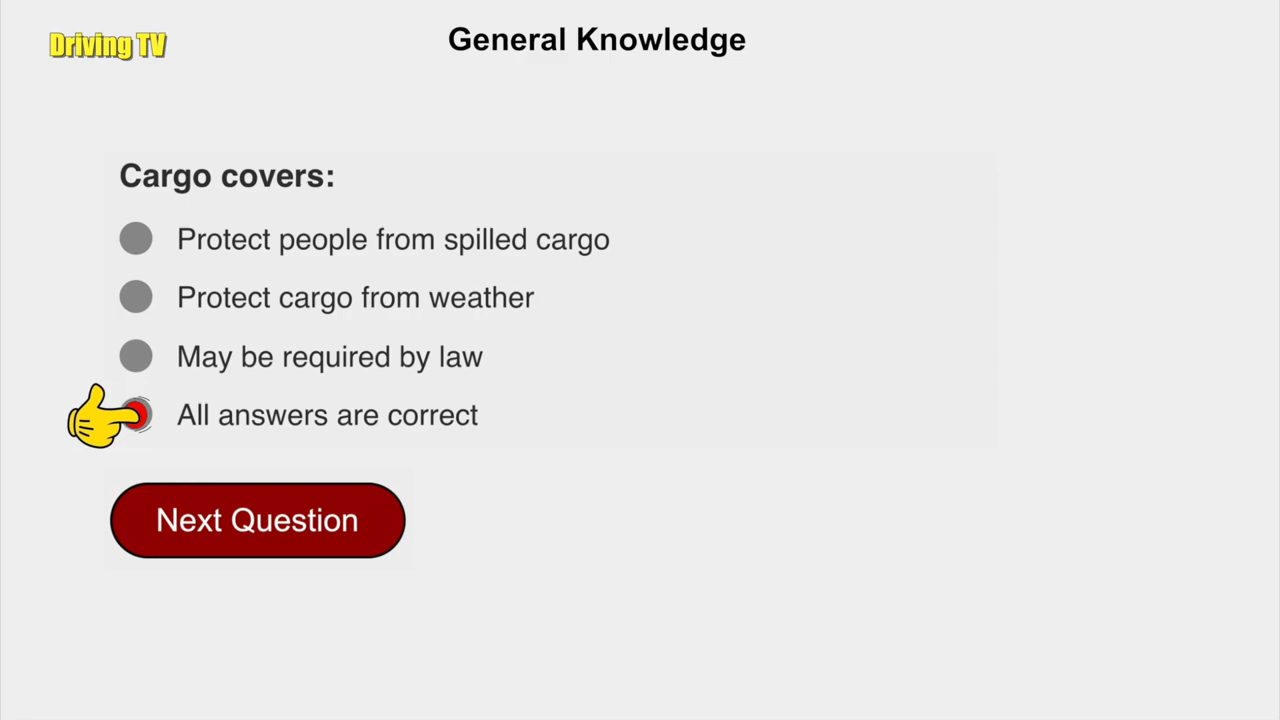 Driving TV
General Knowledge
Cargo covers:
Protect people from spilled cargo
Protect cargo from weather
May be required by law
All answers are correct
Next Question